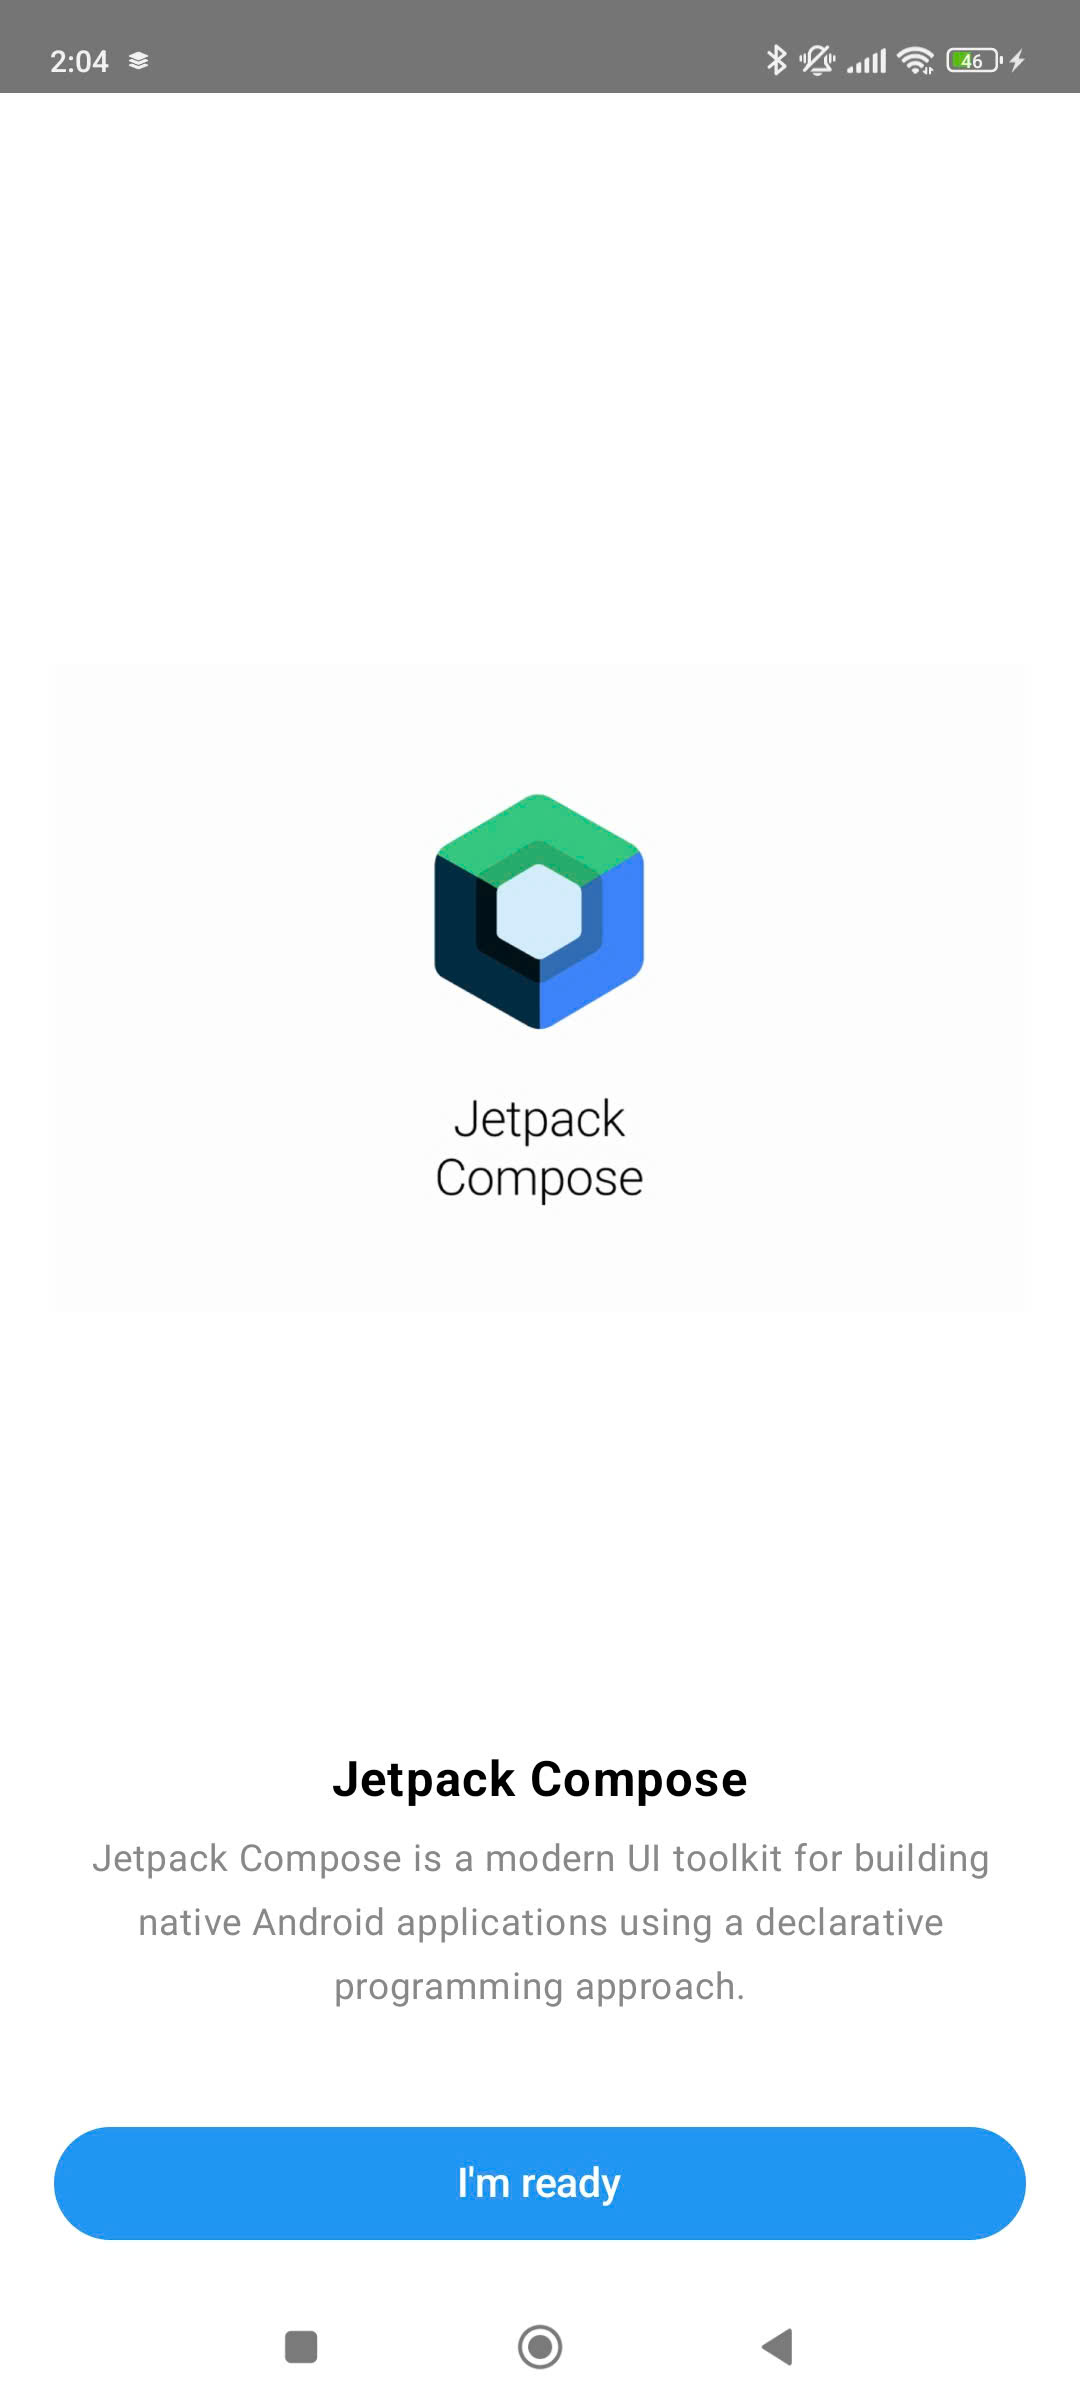 2:04
46
Jetpack
Compose
Jetpack Compose
Jetpack Compose is a modern UI toolkit for building
native Android applications using a declarative
programming approach.
I'm ready